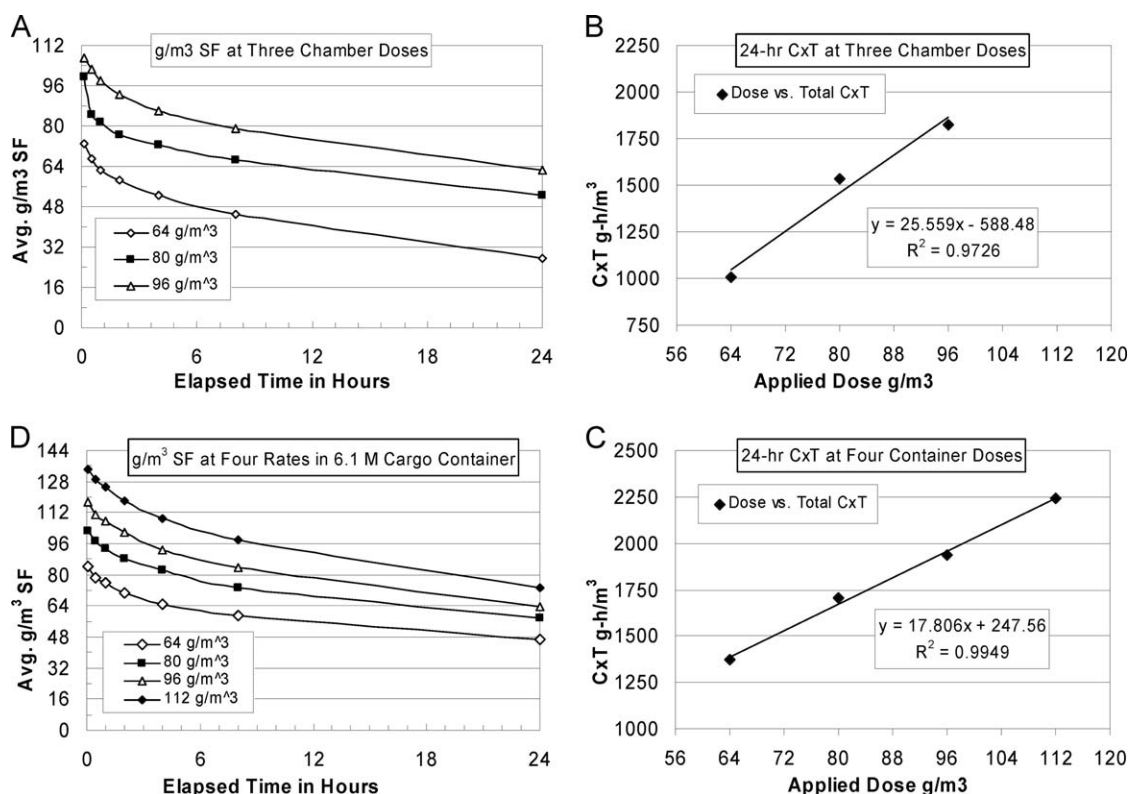 A
g/m3 SF at Three Chamber Doses
Avg. g/m3 SF
112
96
80
64
48
32
16
0
64 g/m^3
80 g/m^3
96 g/m^3
0 6 12 18 24
Elapsed Time in Hours
B
24-hr CxT at Three Chamber Doses
CxT g-h/m³
2250
2000
1750
1500
1250
1000
750
Dose vs. Total CxT
y = 25.559x - 588.48
R² = 0.9726
56 64 72 80 88 96 104 112 120
Applied Dose g/m3
D
g/m³ SF at Four Rates in 6.1 M Cargo Container
Avg. g/m³ SF
144
128
112
96
80
64
48
32
16
0
64 g/m^3
80 g/m^3
96 g/m^3
112 g/m^3
0 6 12 18 24
Elapsed Time in Hours
C
24-hr CxT at Four Container Doses
CxT g-h/m³
2500
2250
2000
1750
1500
1250
1000
Dose vs. Total CxT
y = 17.806x + 247.56
R² = 0.9949
56 64 72 80 88 96 104 112 120
Applied Dose g/m3